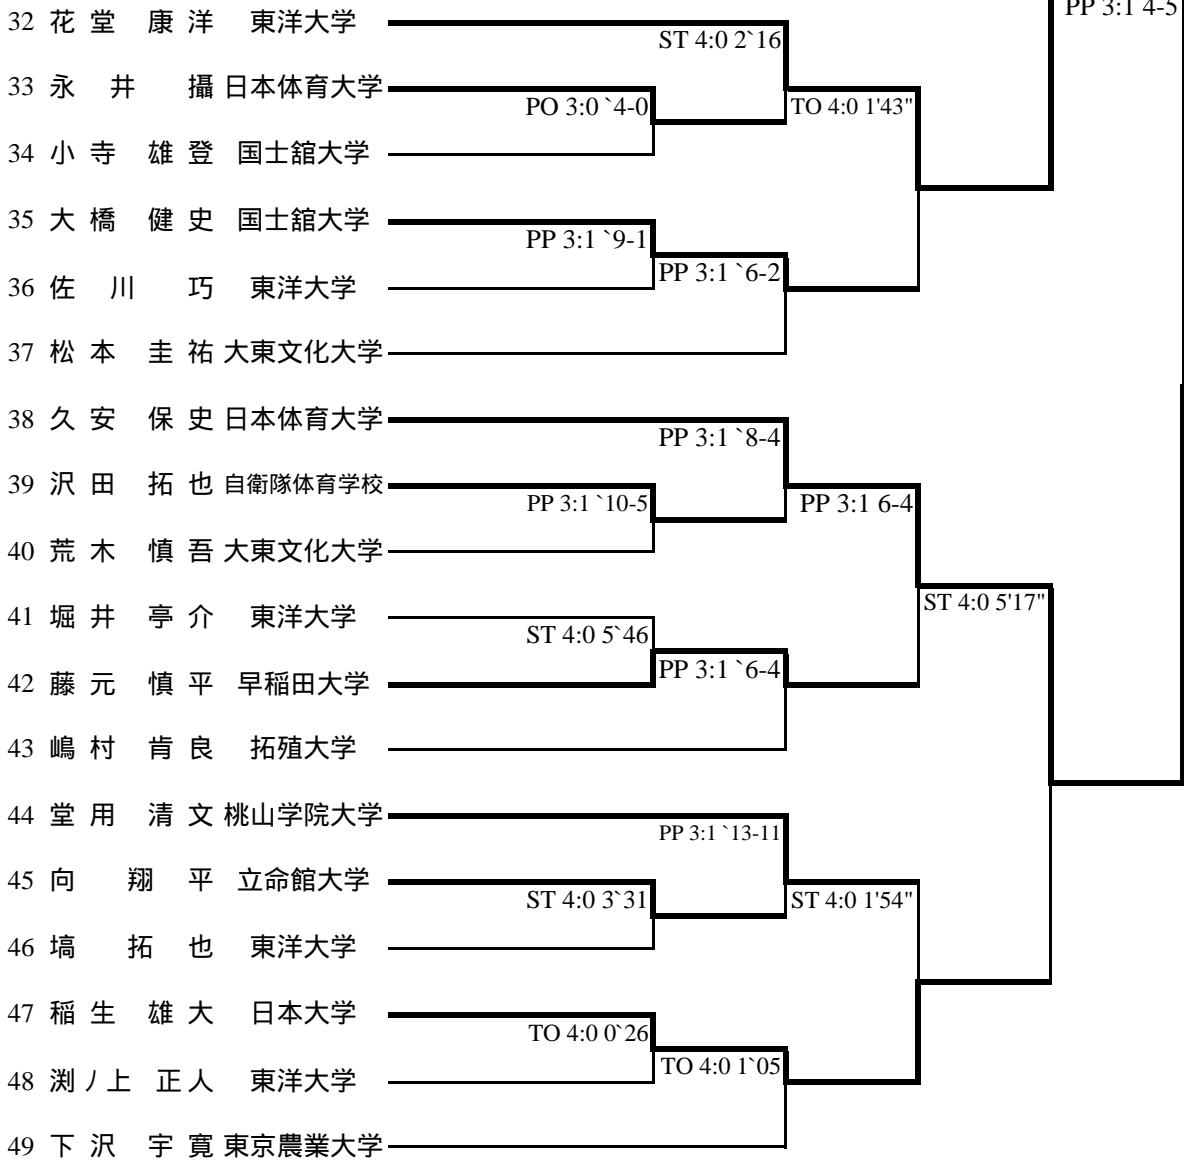 PP 3:1 4-5
32 花堂 康洋 東洋大学
ST 4:0 2`16
33 永井 攝 日本体育大学
PO 3:0 `4-0
TO 4:0 1'43"
34 小寺 雄登 国士舘大学
35 大橋 健史 国士舘大学
PP 3:1 `9-1
PP 3:1 `6-2
36 佐川 巧 東洋大学
37 松本 圭祐 大東文化大学
38 久安 保史 日本体育大学
PP 3:1 `8-4
39 沢田 拓也 自衛隊体育学校
PP 3:1 `10-5
PP 3:1 6-4
40 荒木 慎吾 大東文化大学
41 堀井 亭介 東洋大学
ST 4:0 5'17"
ST 4:0 5`46
PP 3:1 `6-4
42 藤元 慎平 早稲田大学
43 嶋村 肯良 拓殖大学
44 堂用 清文 桃山学院大学
PP 3:1 `13-11
45 向 翔平 立命館大学
ST 4:0 3`31
ST 4:0 1'54"
46 塙 拓也 東洋大学
47 稲生 雄大 日本大学
TO 4:0 0`26
TO 4:0 1`05
48 渕ノ上 正人 東洋大学
49 下沢 宇寛 東京農業大学